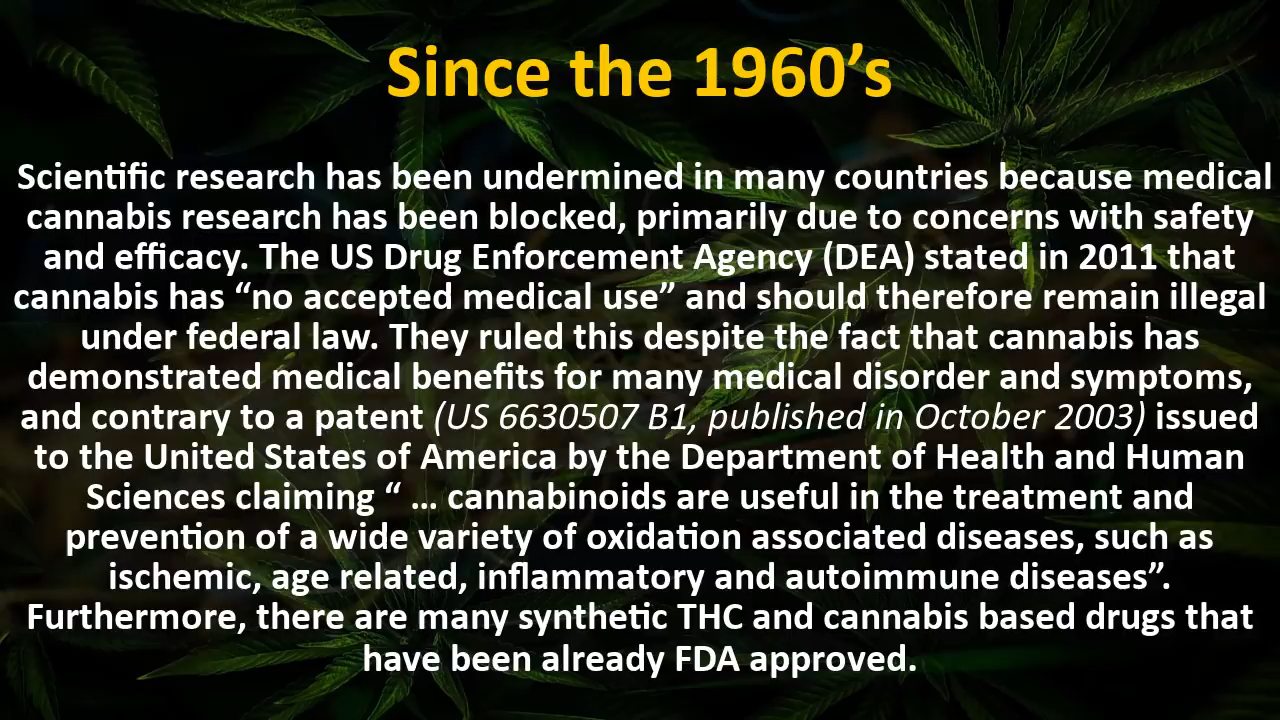 Since the 1960’s
Scientific research has been undermined in many countries because medical
cannabis research has been blocked, primarily due to concerns with safety
and efficacy. The US Drug Enforcement Agency (DEA) stated in 2011 that
cannabis has “no accepted medical use” and should therefore remain illegal
under federal law. They ruled this despite the fact that cannabis has
demonstrated medical benefits for many medical disorder and symptoms,
and contrary to a patent (US 6630507 B1, published in October 2003) issued
to the United States of America by the Department of Health and Human
Sciences claiming “ … cannabinoids are useful in the treatment and
prevention of a wide variety of oxidation associated diseases, such as
ischemic, age related, inflammatory and autoimmune diseases”.
Furthermore, there are many synthetic THC and cannabis based drugs that
have been already FDA approved.